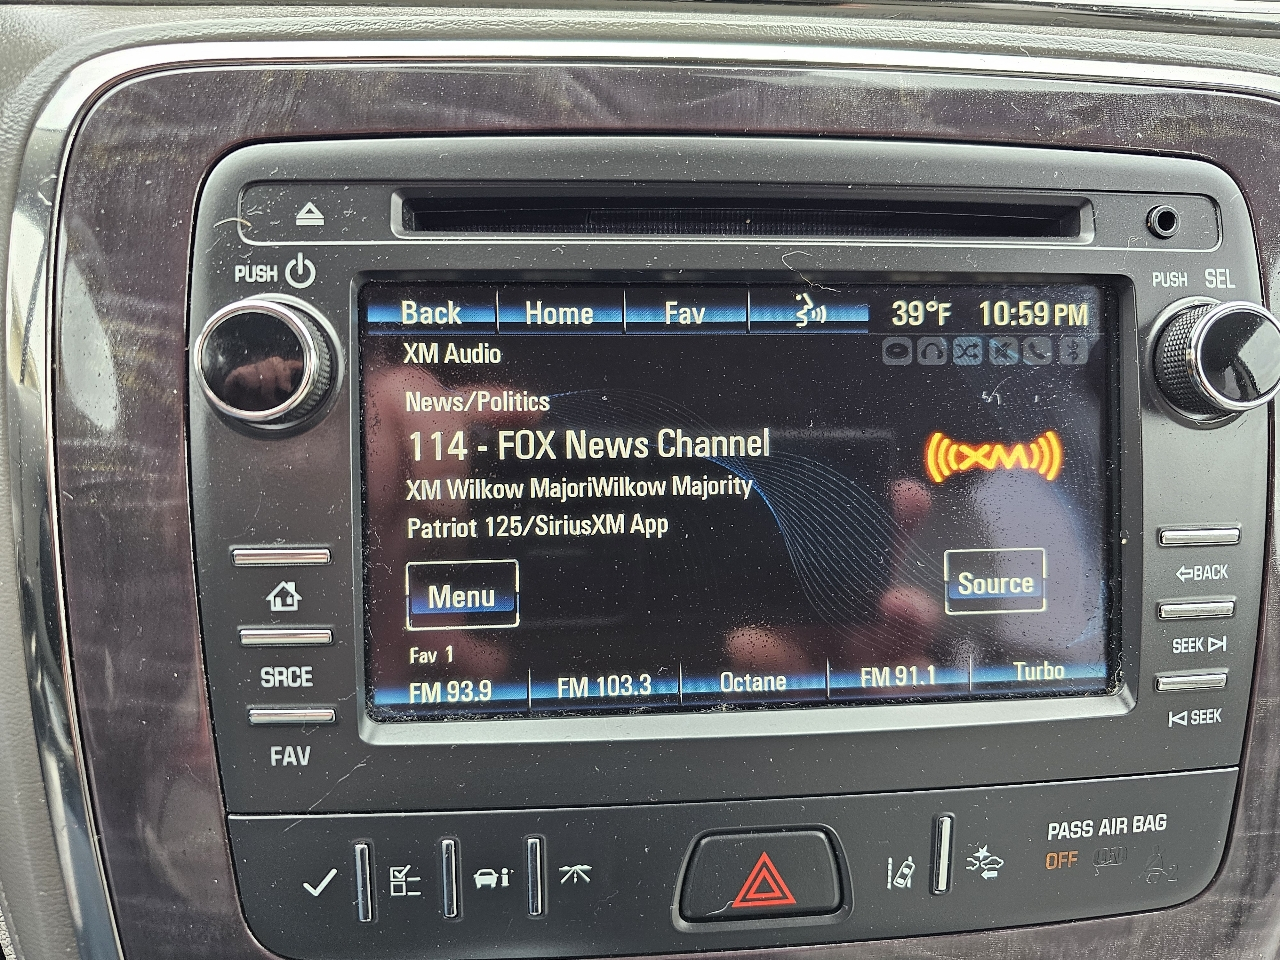 PUSH
PUSH SEL
Back Home Fav 39°F 10:59 PM
XM Audio
News/Politics
114 - FOX News Channel
((XM))
XM Wilkow MajoriWilkow Majority
Patriot 125/SiriusXM App
Menu Source
Fav 1
FM 93.9 FM 103.3 Octane FM 91.1 Turbo
SRCE
FAV
BACK
SEEK
SEEK
PASS AIR BAG
OFF
2